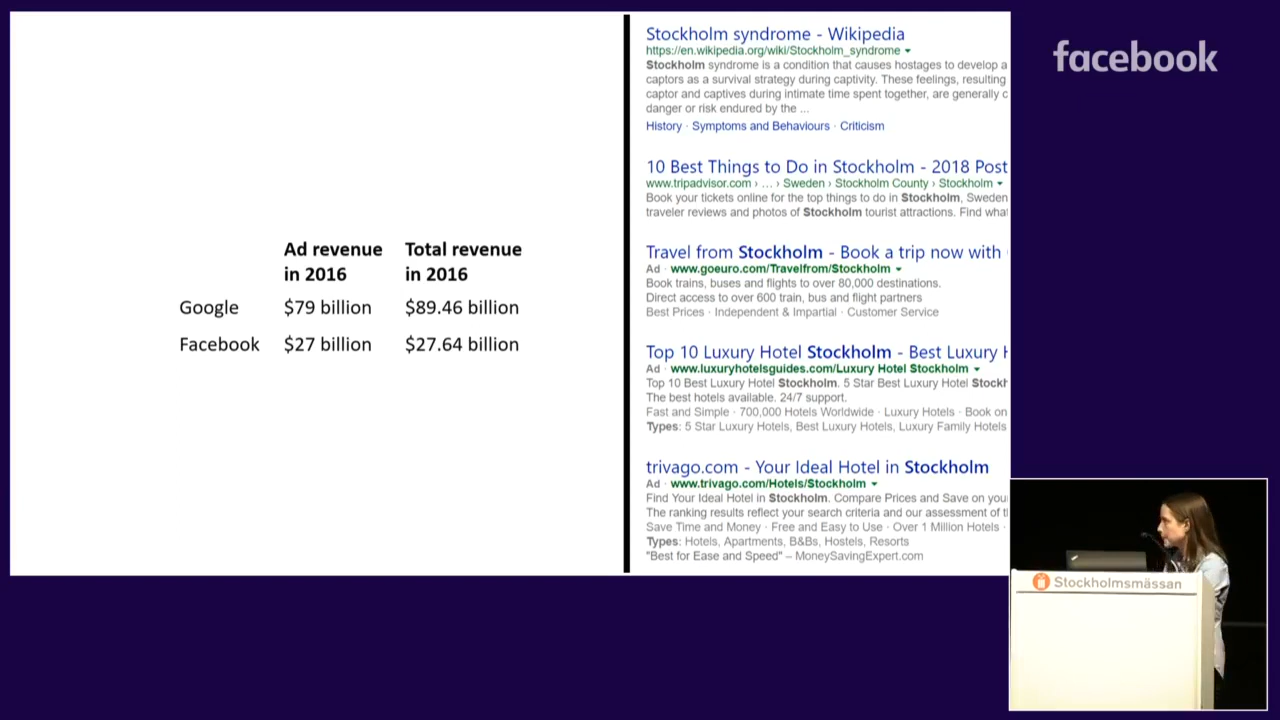 Ad revenue Total revenue
in 2016 in 2016
Google $79 billion $89.46 billion
Facebook $27 billion $27.64 billion
Stockholm syndrome - Wikipedia
https://en.wikipedia.org/wiki/Stockholm_syndrome
Stockholm syndrome is a condition that causes hostages to develop a
captors as a survival strategy during captivity. These feelings, resulting
captor and captives during intimate time spent together, are generally c
danger or risk endured by the ...
History · Symptoms and Behaviours · Criticism
10 Best Things to Do in Stockholm - 2018 Post
www.tripadvisor.com › … › Sweden › Stockholm County › Stockholm
Book your tickets online for the top things to do in Stockholm, Sweden
traveler reviews and photos of Stockholm tourist attractions. Find what
Travel from Stockholm - Book a trip now with
Ad · www.goeuro.com/Travelfrom/Stockholm
Book trains, buses and flights to over 80,000 destinations.
Direct access to over 600 train, bus and flight partners
Best Prices · Independent & Impartial · Customer Service
Top 10 Luxury Hotel Stockholm - Best Luxury H
Ad · www.luxuryhotelsguides.com/Luxury Hotel Stockholm
Top 10 Best Luxury Hotel Stockholm. 5 Star Best Luxury Hotel Stockh
The best hotels available. 24/7 support.
Fast and Simple · 700,000 Hotels Worldwide · Luxury Hotels · Book on
Types: 5 Star Luxury Hotels, Best Luxury Hotels, Luxury Family Hotels
trivago.com - Your Ideal Hotel in Stockholm
Ad · www.trivago.com/Hotels/Stockholm
Find Your Ideal Hotel in Stockholm. Compare Prices and Save on you
The ranking results reflect your search criteria and our assessment of t
Save Time and Money · Free and Easy to Use · Over 1 Million Hotels ·
Types: Hotels, Apartments, B&Bs, Hostels, Resorts
"Best for Ease and Speed" – MoneySavingExpert.com
facebook
Stockholmsmässan